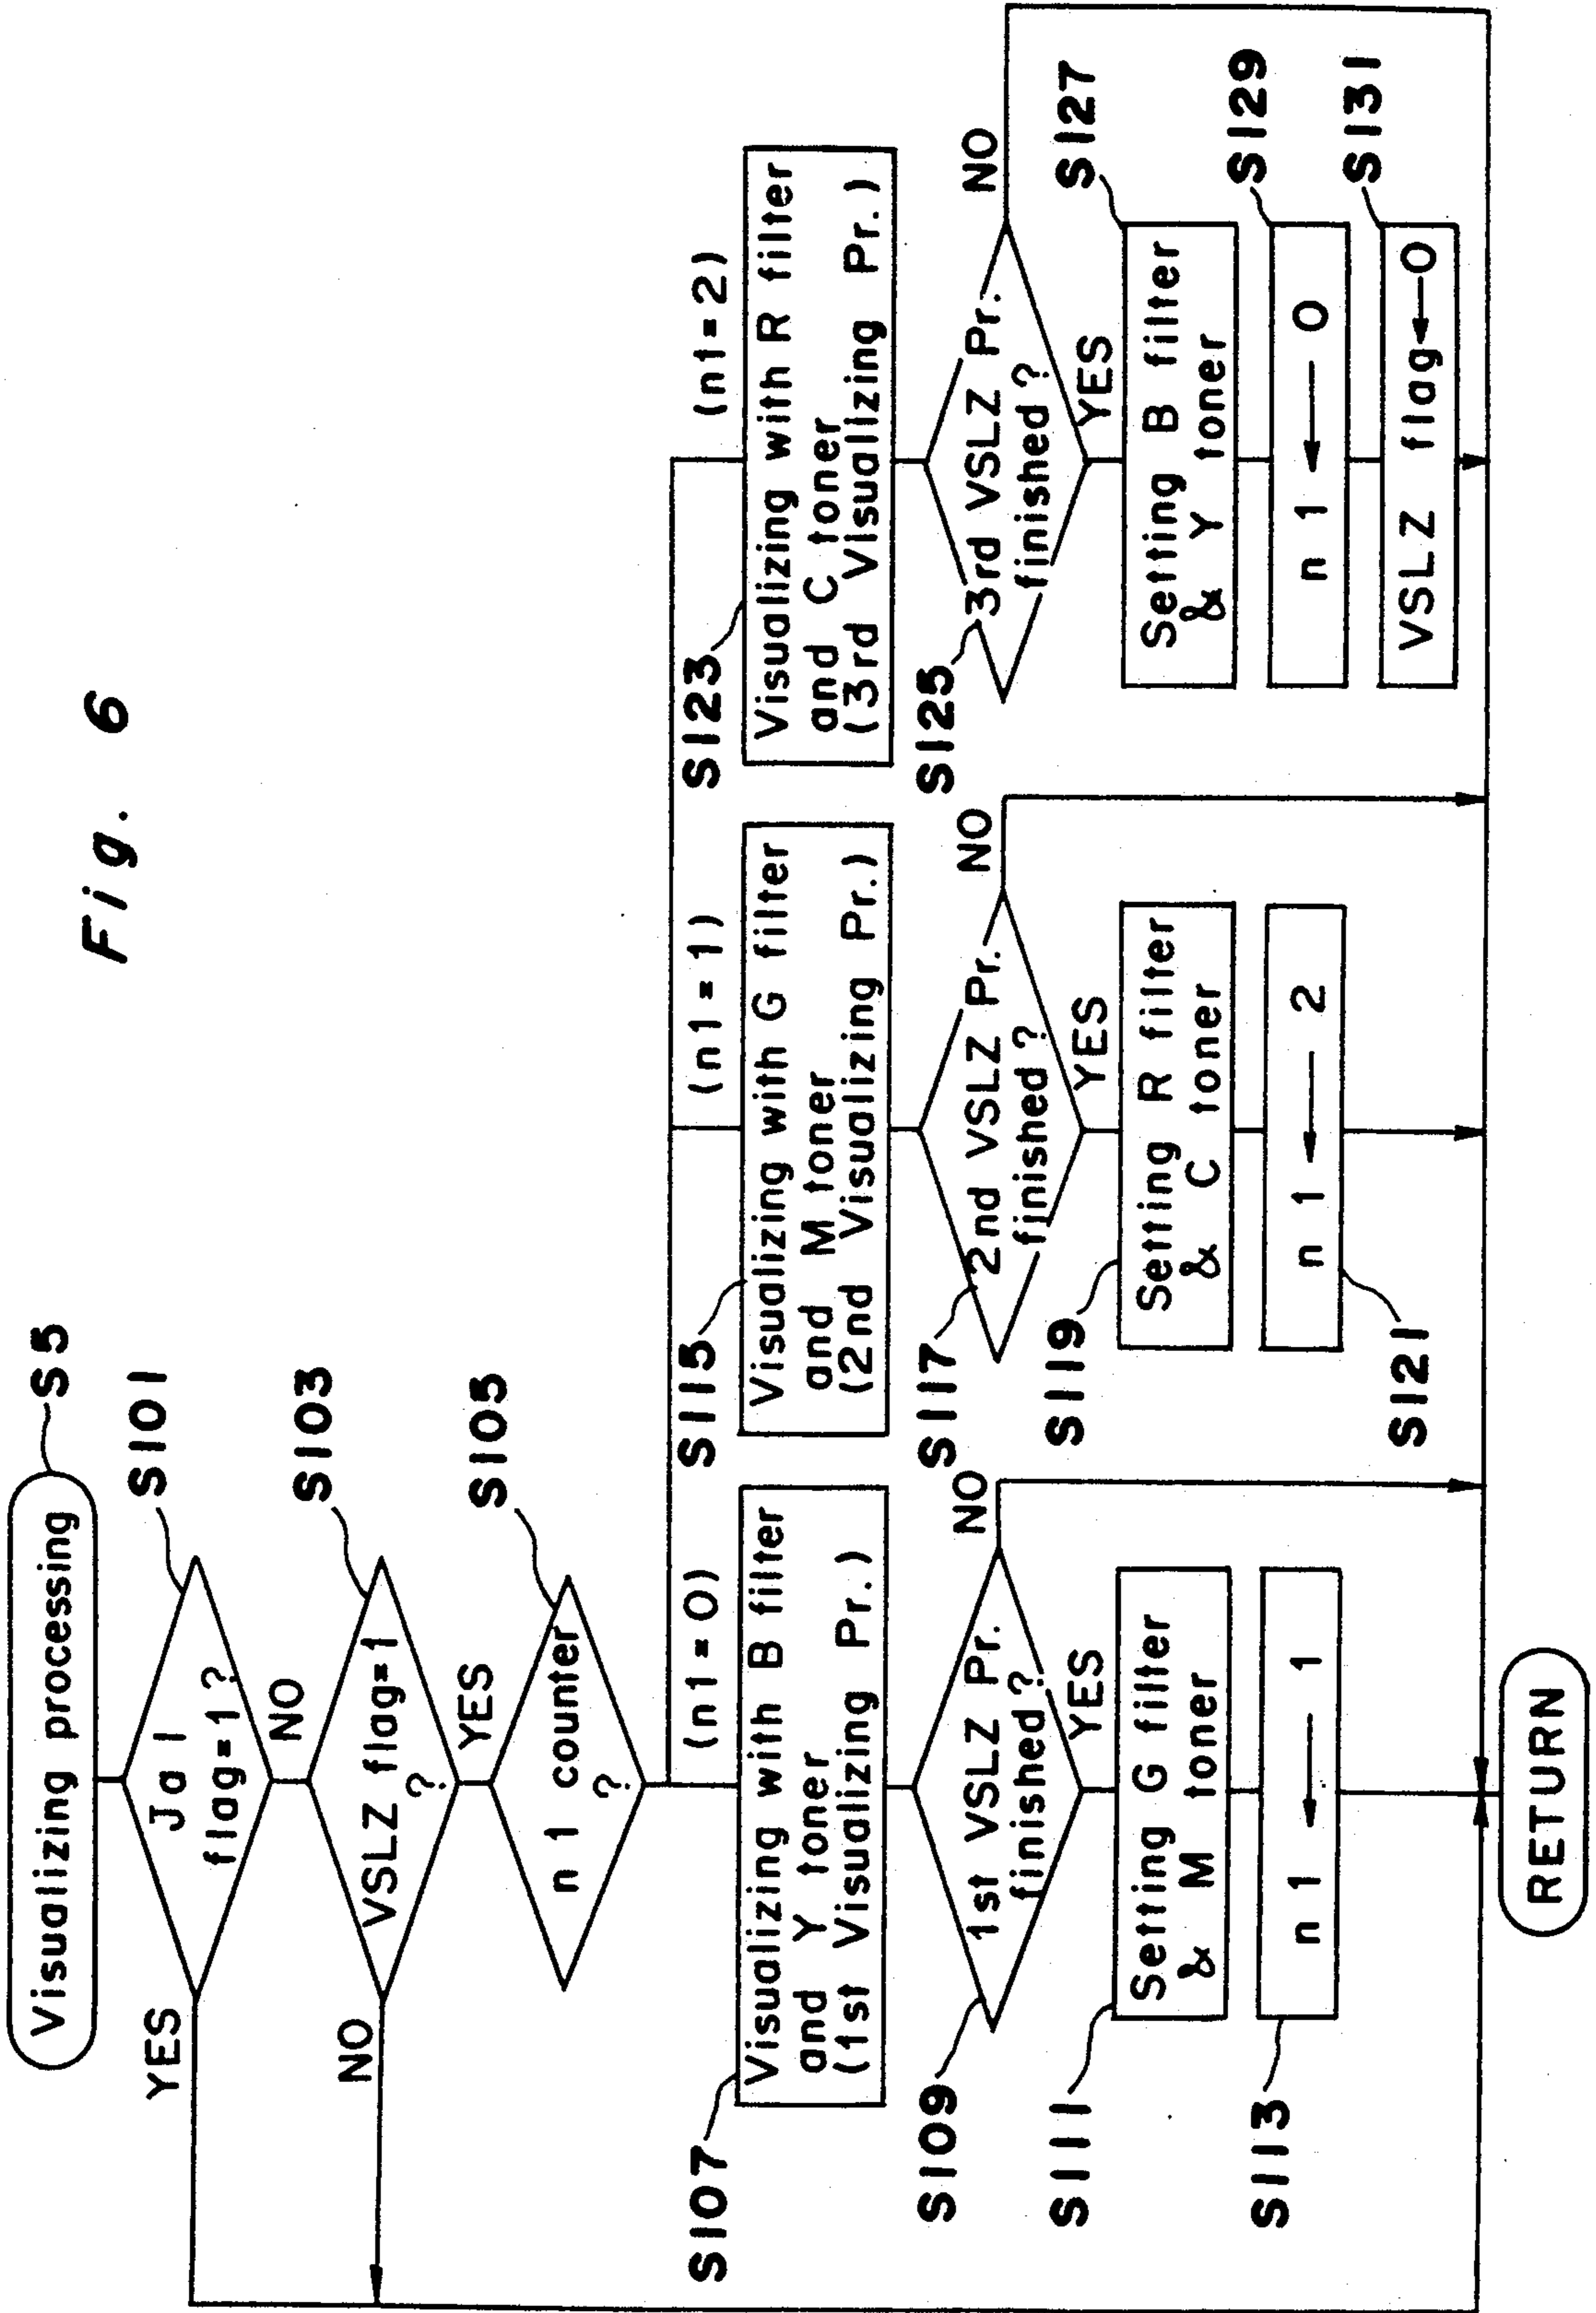 Fig. 6
Visualizing processing
S5
Jal
flag=1?
S101
YES
NO
VSLZ flag=1
?
S103
NO
YES
n1 counter
?
S105
(n1=0)
(n1=1)
(n1=2)
S107
Visualizing with B filter
and Y toner
(1st Visualizing Pr.)
S115
Visualizing with G filter
and M toner
(2nd Visualizing Pr.)
S123
Visualizing with R filter
and C toner
(3rd Visualizing Pr.)
S109
1st VSLZ Pr.
finished?
NO
YES
S117
2nd VSLZ Pr.
finished?
NO
YES
S125
3rd VSLZ Pr.
finished?
NO
YES
S111
Setting G filter
& M toner
S119
Setting R filter
& C toner
S127
Setting B filter
& Y toner
S113
n1 ← 1
S121
n1 ← 2
S129
n1 ← 0
S131
VSLZ flag←0
RETURN